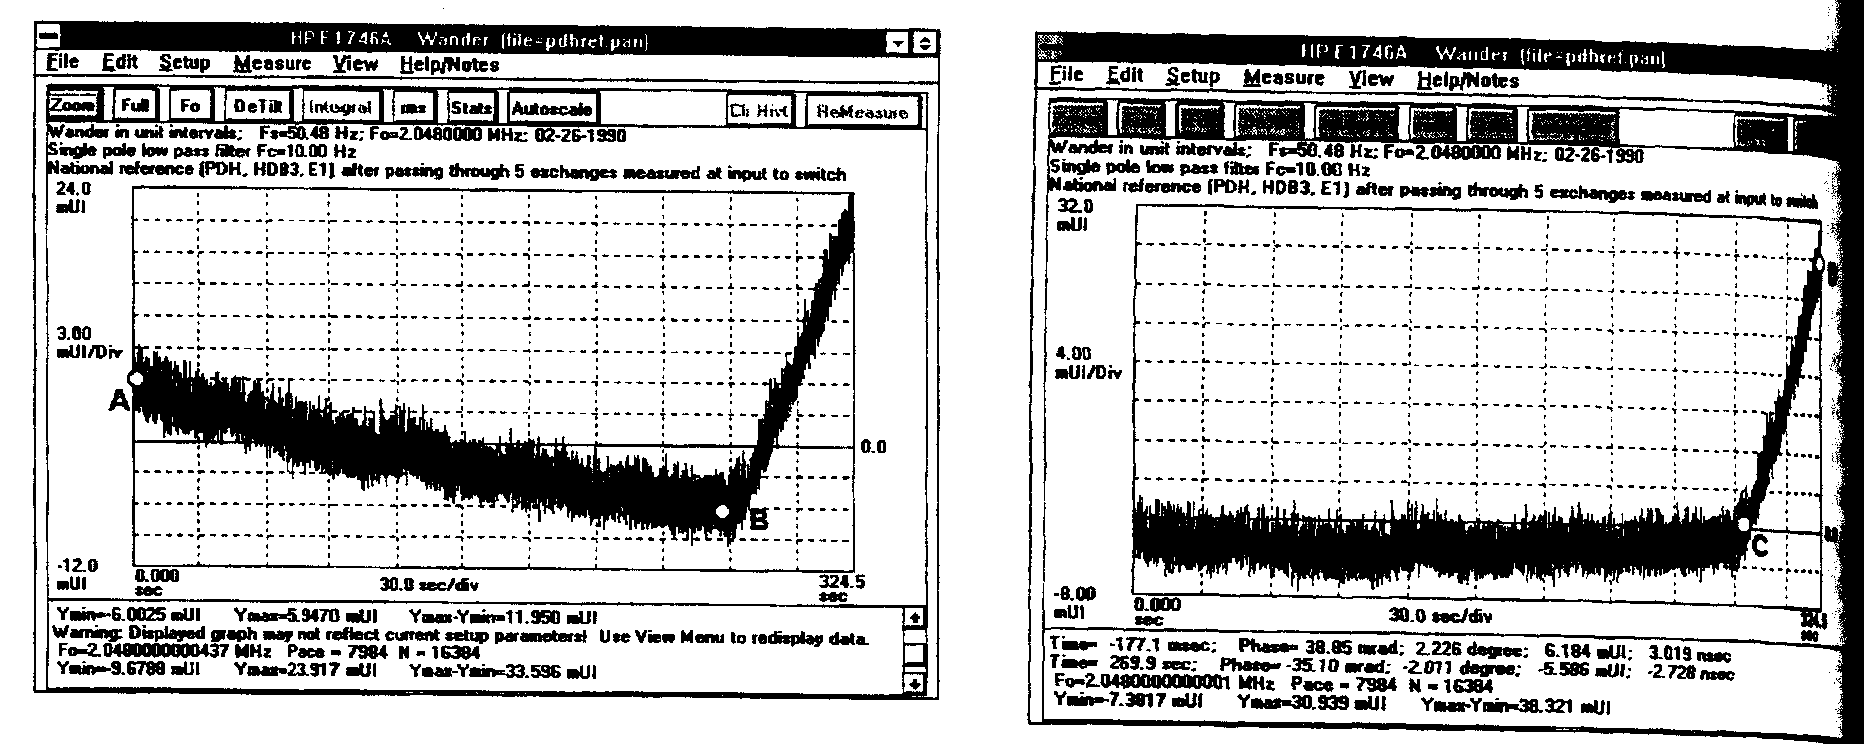 HP E1746A Wander (file=pdhref.pan)
File Edit Setup Measure View Help/Notes
Zoom Full Fo DeTilt Integral ms Stats Autoscale Ch Hist ReMeasure
Wander in unit intervals; Fs=50.48 Hz; Fo=2.0480000 MHz; 02-26-1990
Single pole low pass filter Fc=10.00 Hz
National reference (PDH, HDB3, E1) after passing through 5 exchanges measured at input to switch
24.0
mUI
3.00
mUI/Div
A
B
0.0
-12.0
mUI
0.000
sec
30.0 sec/div
324.5
sec
Ymin=-6.0025 mUI Ymax=5.9470 mUI Ymax-Ymin=11.950 mUI
Warning: Displayed graph may not reflect current setup parameters! Use View Menu to redisplay data.
Fo=2.0480000000437 MHz Pace = 7984 N = 16384
Ymin=-9.6788 mUI Ymax=23.917 mUI Ymax-Ymin=33.596 mUI
HP E1746A Wander (file=pdhref.pan)
File Edit Setup Measure View Help/Notes
Wander in unit intervals; Fs=50.48 Hz; Fo=2.0480000 MHz; 02-26-1990
Single pole low pass filter Fc=10.00 Hz
National reference (PDH, HDB3, E1) after passing through 5 exchanges measured at input to switch
32.0
mUI
4.00
mUI/Div
C
-8.00
mUI
0.000
sec
30.0 sec/div
sec
Time= -177.1 msec; Phase= 38.85 mrad; 2.226 degree; 6.184 mUI; 3.019 nsec
Time= 269.9 sec; Phase= -35.10 mrad; -2.011 degree; -5.586 mUI; -2.728 nsec
Fo=2.0480000000001 MHz Pace = 7984 N = 16384
Ymin=-7.3817 mUI Ymax=30.939 mUI Ymax-Ymin=38.321 mUI